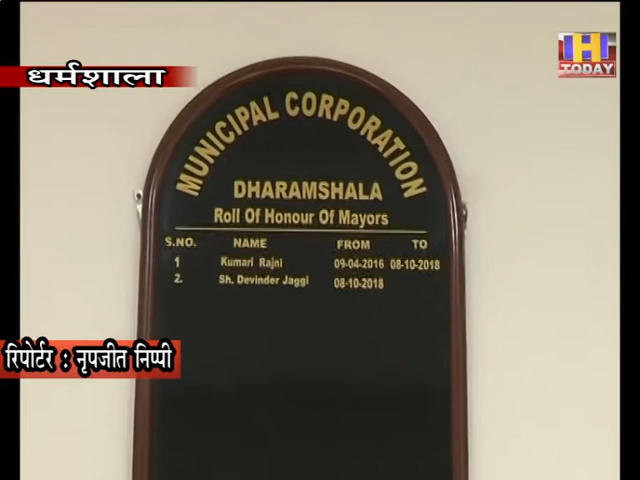 धर्मशाला
IHI
TODAY
MUNICIPAL CORPORATION
DHARAMSHALA
Roll Of Honour Of Mayors
S.NO. NAME FROM TO
1 Kumari Rajni 09-04-2016 08-10-2018
2. Sh. Devinder Jaggi 08-10-2018
रिपोर्टर : नृपजीत निप्पी